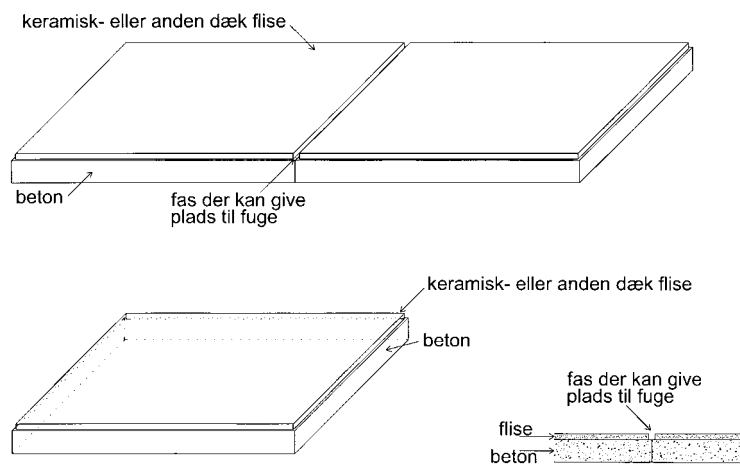 keramisk- eller anden dæk flise
beton
fas der kan give
plads til fuge
keramisk- eller anden dæk flise
beton
fas der kan give
plads til fuge
flise
beton